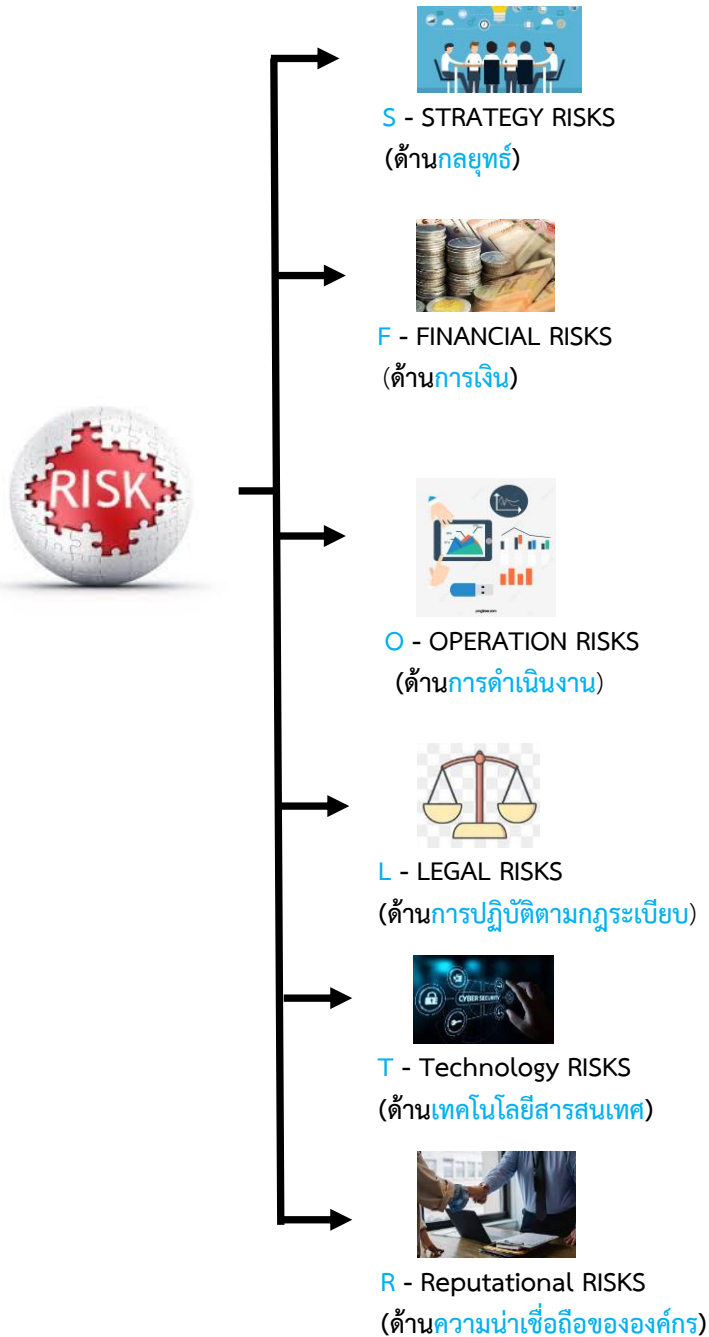 S - STRATEGY RISKS
(ด้านกลยุทธ์)
F - FINANCIAL RISKS
(ด้านการเงิน)
RISK
O - OPERATION RISKS
(ด้านการดำเนินงาน)
L - LEGAL RISKS
(ด้านการปฏิบัติตามกฎระเบียบ)
CYBER SECURITY
T - Technology RISKS
(ด้านเทคโนโลยีสารสนเทศ)
R - Reputational RISKS
(ด้านความน่าเชื่อถือขององค์กร)